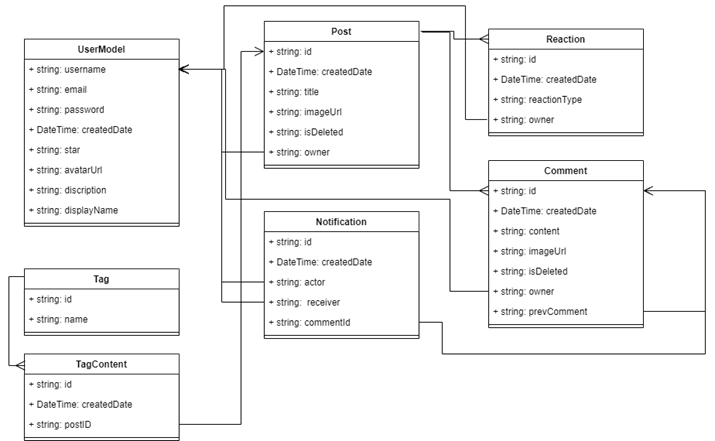 UserModel
+ string: username
+ string: email
+ string: password
+ DateTime: createdDate
+ string: star
+ string: avatarUrl
+ string: discription
+ string: displayName
Post
+ string: id
+ DateTime: createdDate
+ string: title
+ string: imageUrl
+ string: isDeleted
+ string: owner
Reaction
+ string: id
+ DateTime: createdDate
+ string: reactionType
+ string: owner
Comment
+ string: id
+ DateTime: createdDate
+ string: content
+ string: imageUrl
+ string: isDeleted
+ string: owner
+ string: prevComment
Notification
+ string: id
+ DateTime: createdDate
+ string: actor
+ string: receiver
+ string: commentId
Tag
+ string: id
+ string: name
TagContent
+ string: id
+ DateTime: createdDate
+ string: postID